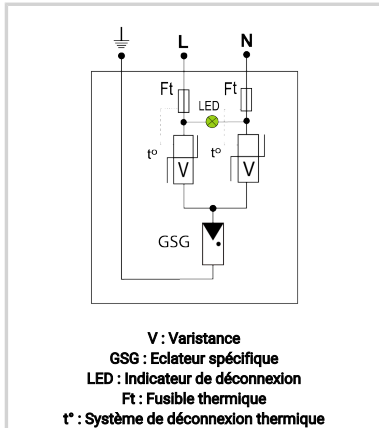 L N
Ft Ft
LED
t° t°
V V
GSG
V : Varistance
GSG : Eclateur spécifique
LED : Indicateur de déconnexion
Ft : Fusible thermique
t° : Système de déconnexion thermique